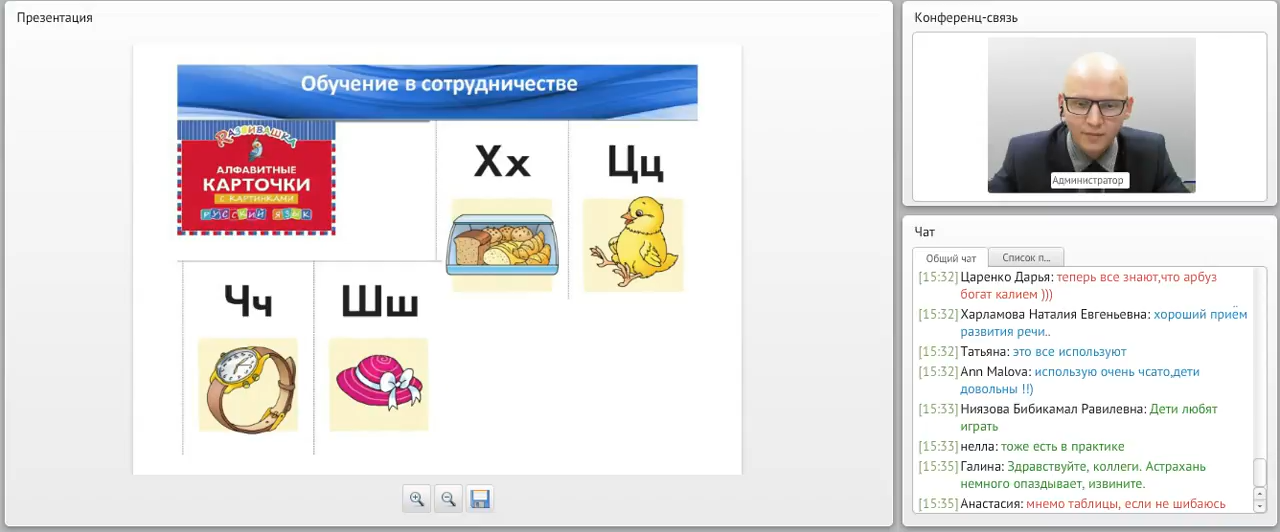 Презентация
Обучение в сотрудничестве
РАЗВИВАШКА
АЛФАВИТНЫЕ
КАРТОЧКИ
С КАРТИНКАМИ
РУССКИЙ ЯЗЫК
Хх
Цц
Чч
Шш
Конференц-связь
Администратор
Чат
Общий чат
Список п...
[15:32] Царенко Дарья: теперь все знают,что арбуз
богат калием )))
[15:32] Харламова Наталия Евгеньевна: хороший приём
развития речи..
[15:32] Татьяна: это все используют
[15:32] Ann Malova: использую очень чсато,дети
довольны !!)
[15:33] Ниязова Бибикамал Равилевна: Дети любят
играть
[15:33] нелла: тоже есть в практике
[15:35] Галина: Здравствуйте, коллеги. Астрахань
немного опаздывает, извините.
[15:35] Анастасия: мнемо таблицы, если не шибаюсь